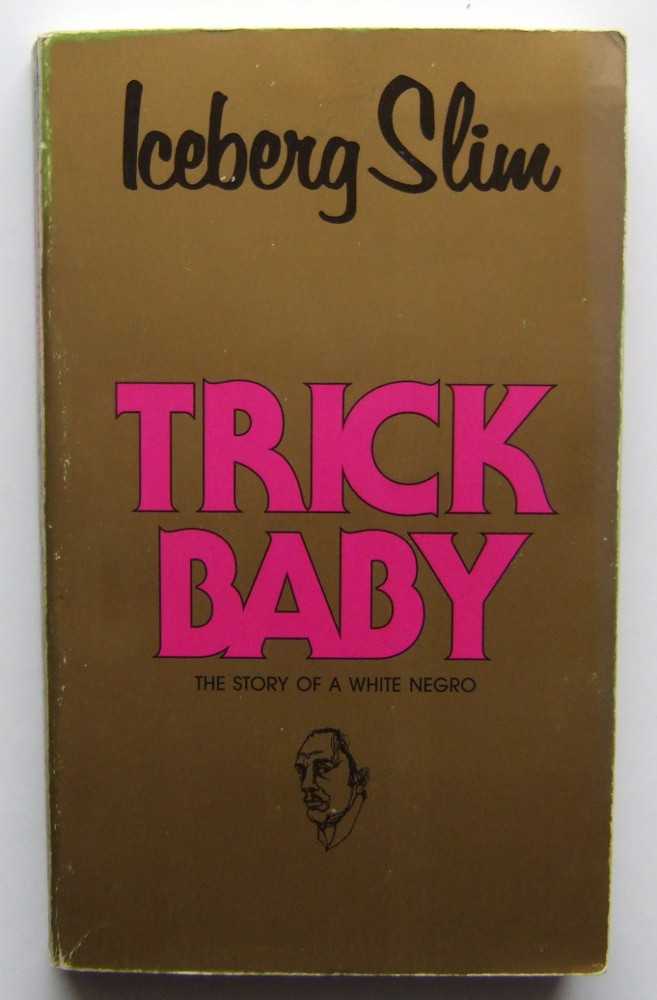 Iceberg Slim
TRICK
BABY
THE STORY OF A WHITE NEGRO